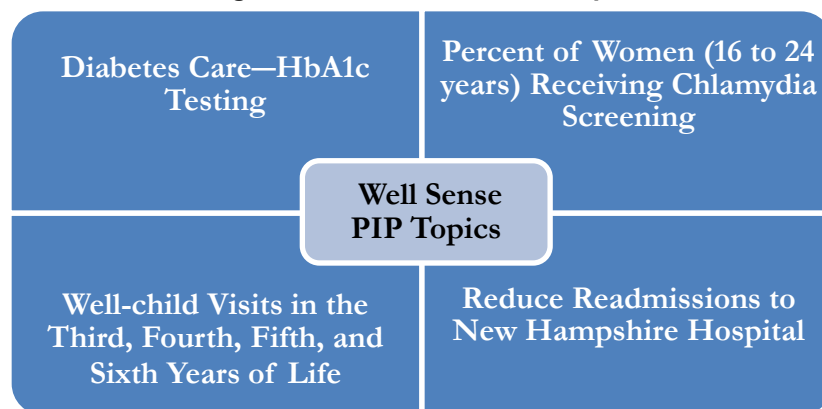 Diabetes Care—HbA1c
Testing
Percent of Women (16 to 24
years) Receiving Chlamydia
Screening
Well Sense
PIP Topics
Well-child Visits in the
Third, Fourth, Fifth, and
Sixth Years of Life
Reduce Readmissions to
New Hampshire Hospital